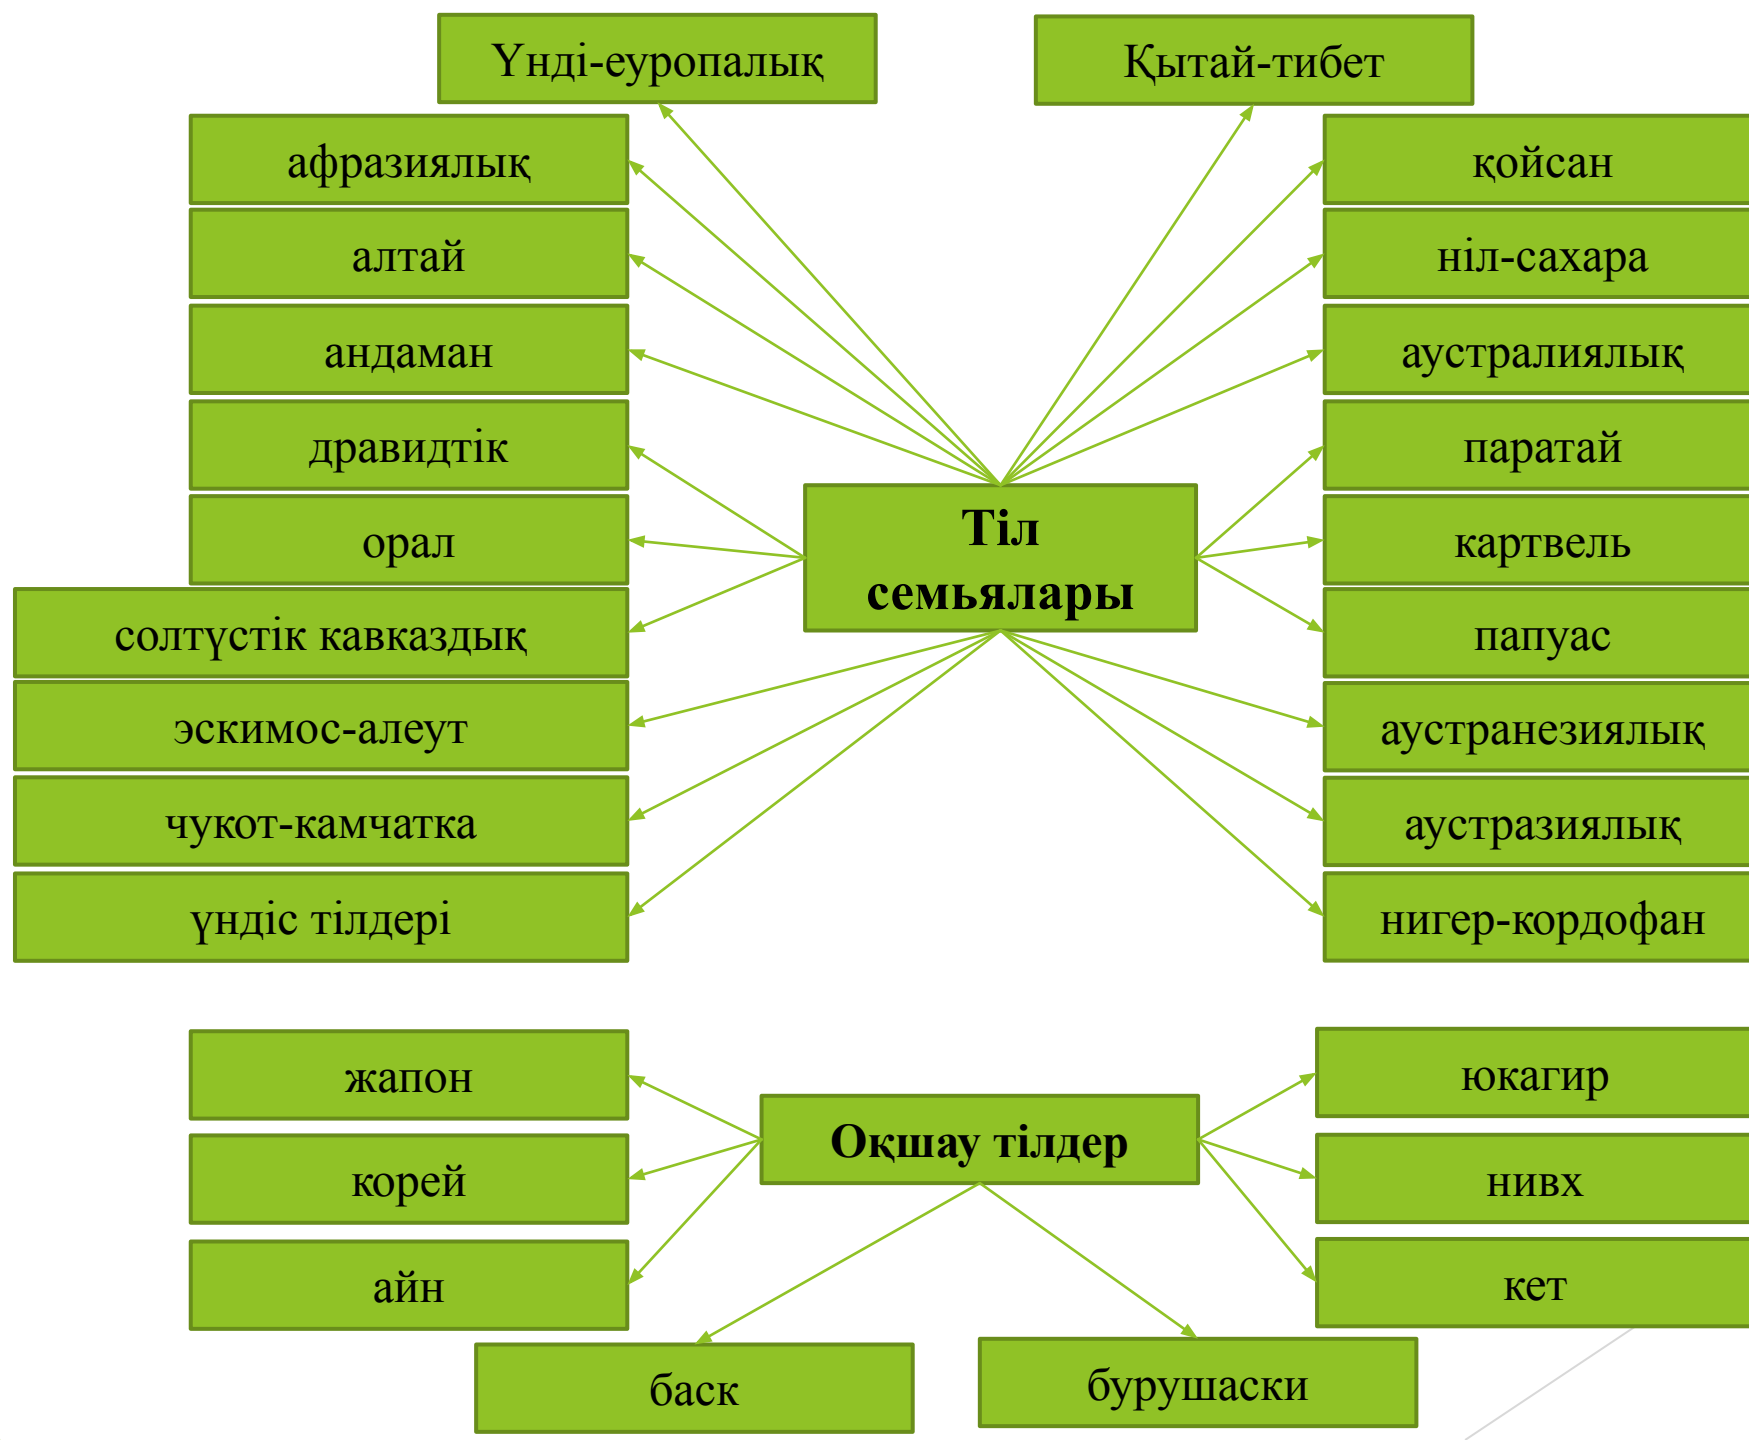 Үнді-еуропалық
Қытай-тибет
афразиялық
қойсан
алтай
ніл-сахара
андаман
аустралиялық
дравидтік
паратай
Тіл
семьялары
орал
картвель
солтүстік кавказдық
папуас
эскимос-алеут
аустранезиялық
чукот-камчатка
аустразиялық
үндіс тілдері
нигер-кордофан
жапон
юкагир
Оқшау тілдер
корей
нивх
айн
кет
баск
бурушаски